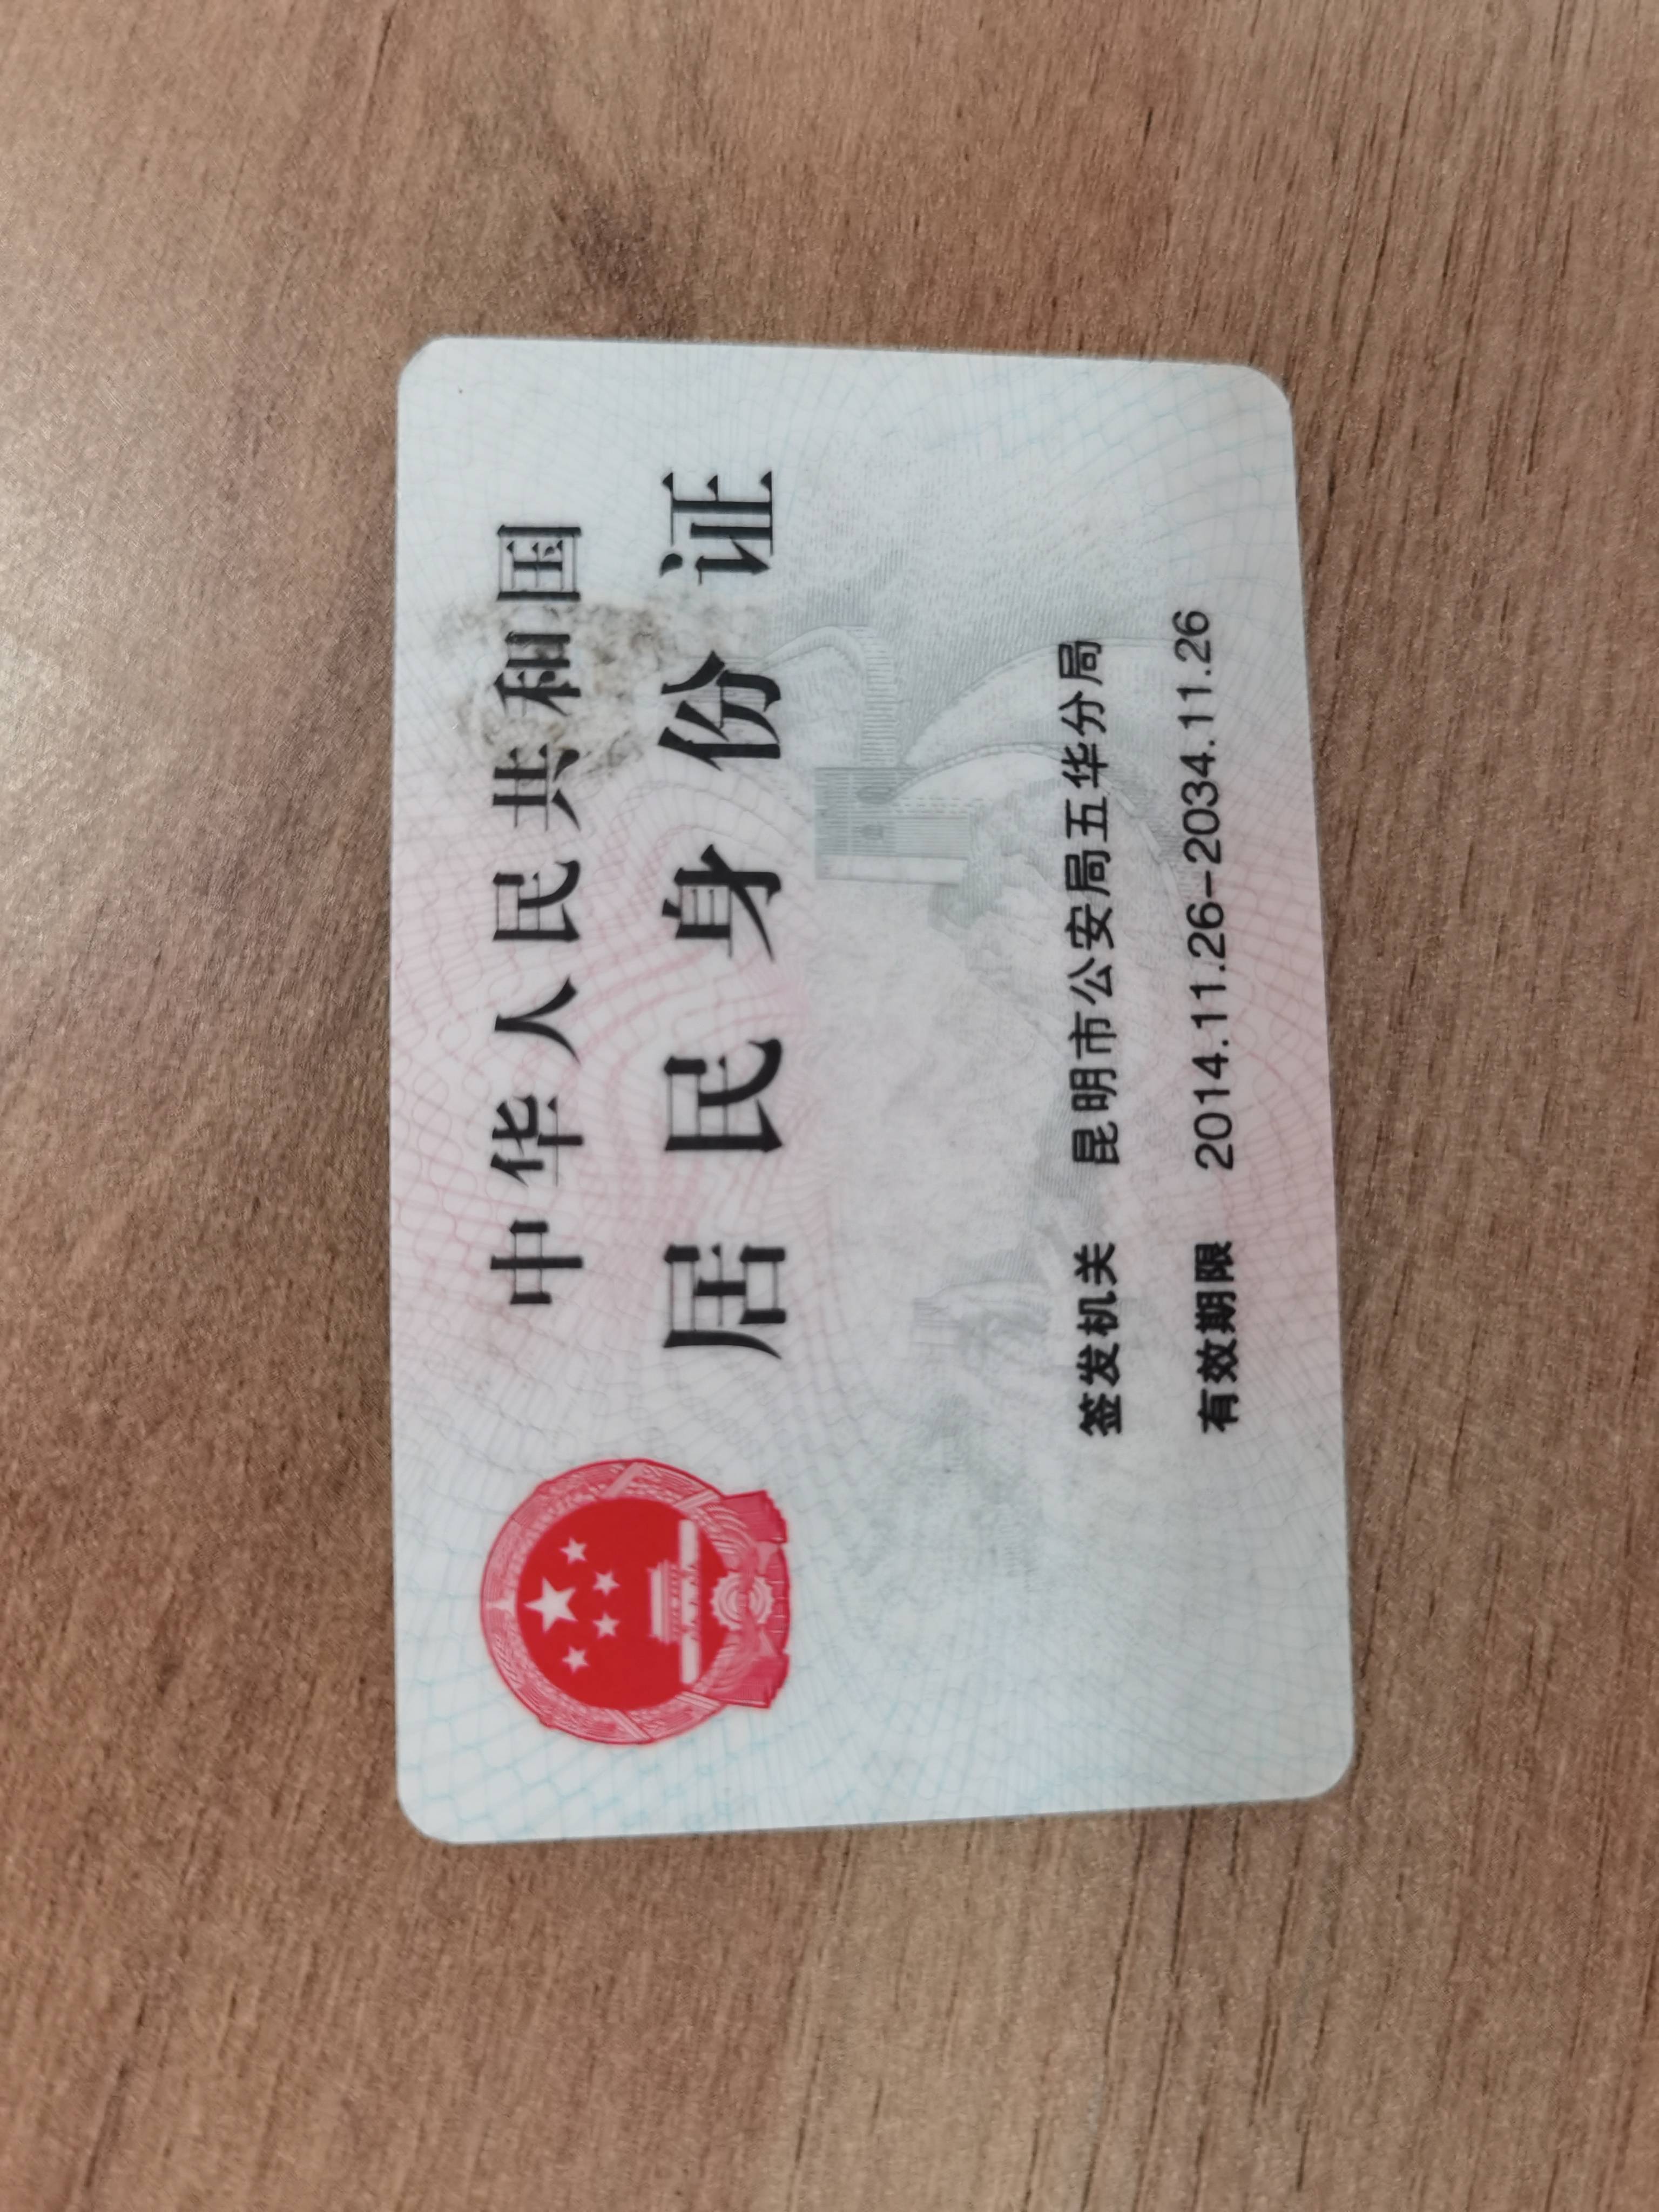 中华人民共和国
居民身份证
签发机关 昆明市公安局五华分局
有效期限 2014.11.26-2034.11.26